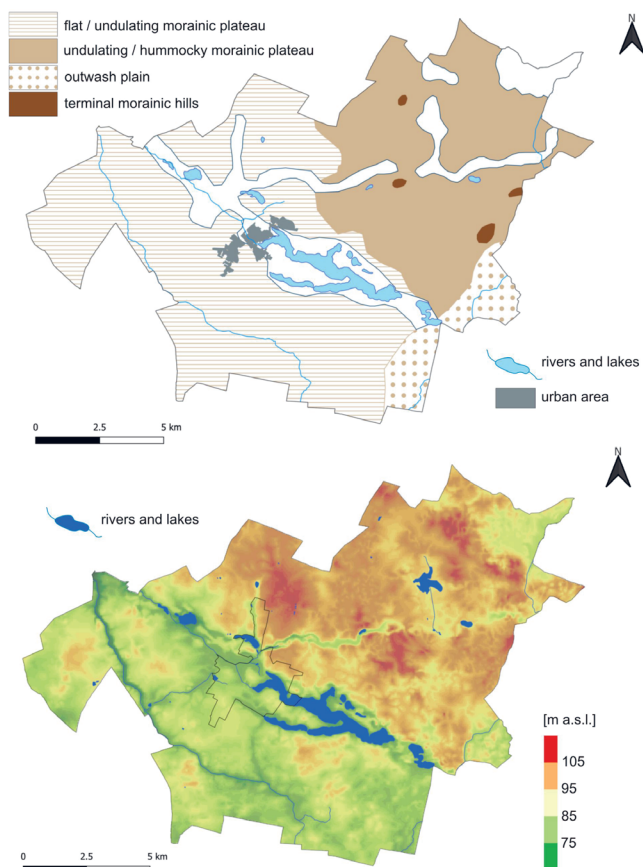 flat / undulating morainic plateau
undulating / hummocky morainic plateau
outwash plain
terminal morainic hills
N
rivers and lakes
urban area
0 2.5 5 km
N
rivers and lakes
[m a.s.l.]
105
95
85
75
0 2.5 5 km